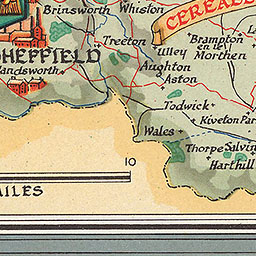 Brinsworth
Whiston
CEREALS
Treeton
Ulley
Brampton
en le
Morthen
SHEFFIELD
Handsworth
Aughton
Aston
Todwick
Kiveton Park
Wales
Thorpe Salvin
Harthill
10
MILES